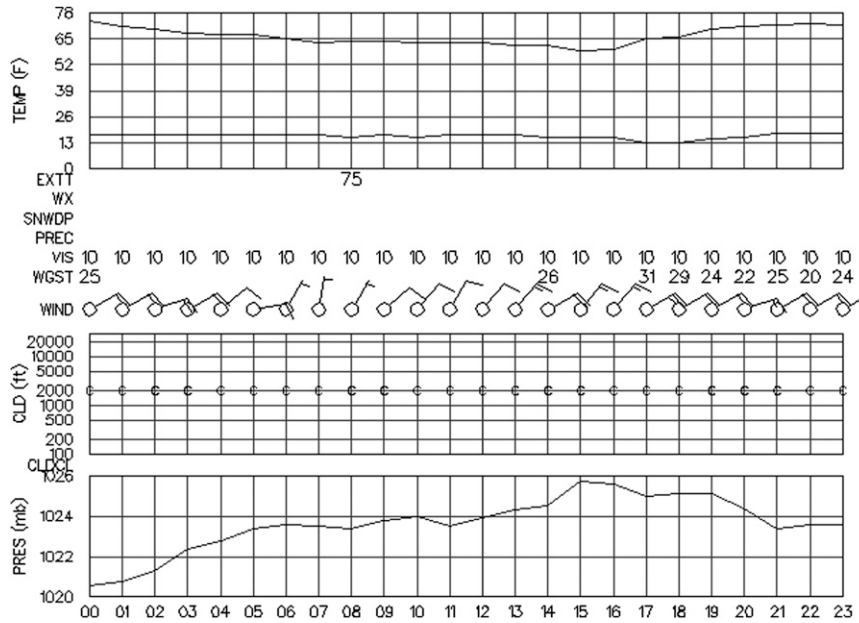 78
65
52
39
26
13
0
TEMP (F)
EXTT 75
WX
SNWDP
PREC
VIS 10 10 10 10 10 10 10 10 10 10 10 10 10 10 10 10 10 10 10 10 10 10 10 10
WGST 25 26 31 29 24 22 25 20 24
WIND
20000
10000
5000
2000 C C C C C C C C C C C C C C C C C C C C C C C C
1000
500
200
100
CLD (ft)
CLDCL
1026
1024
1022
1020
PRES (mb)
00 01 02 03 04 05 06 07 08 09 10 11 12 13 14 15 16 17 18 19 20 21 22 23